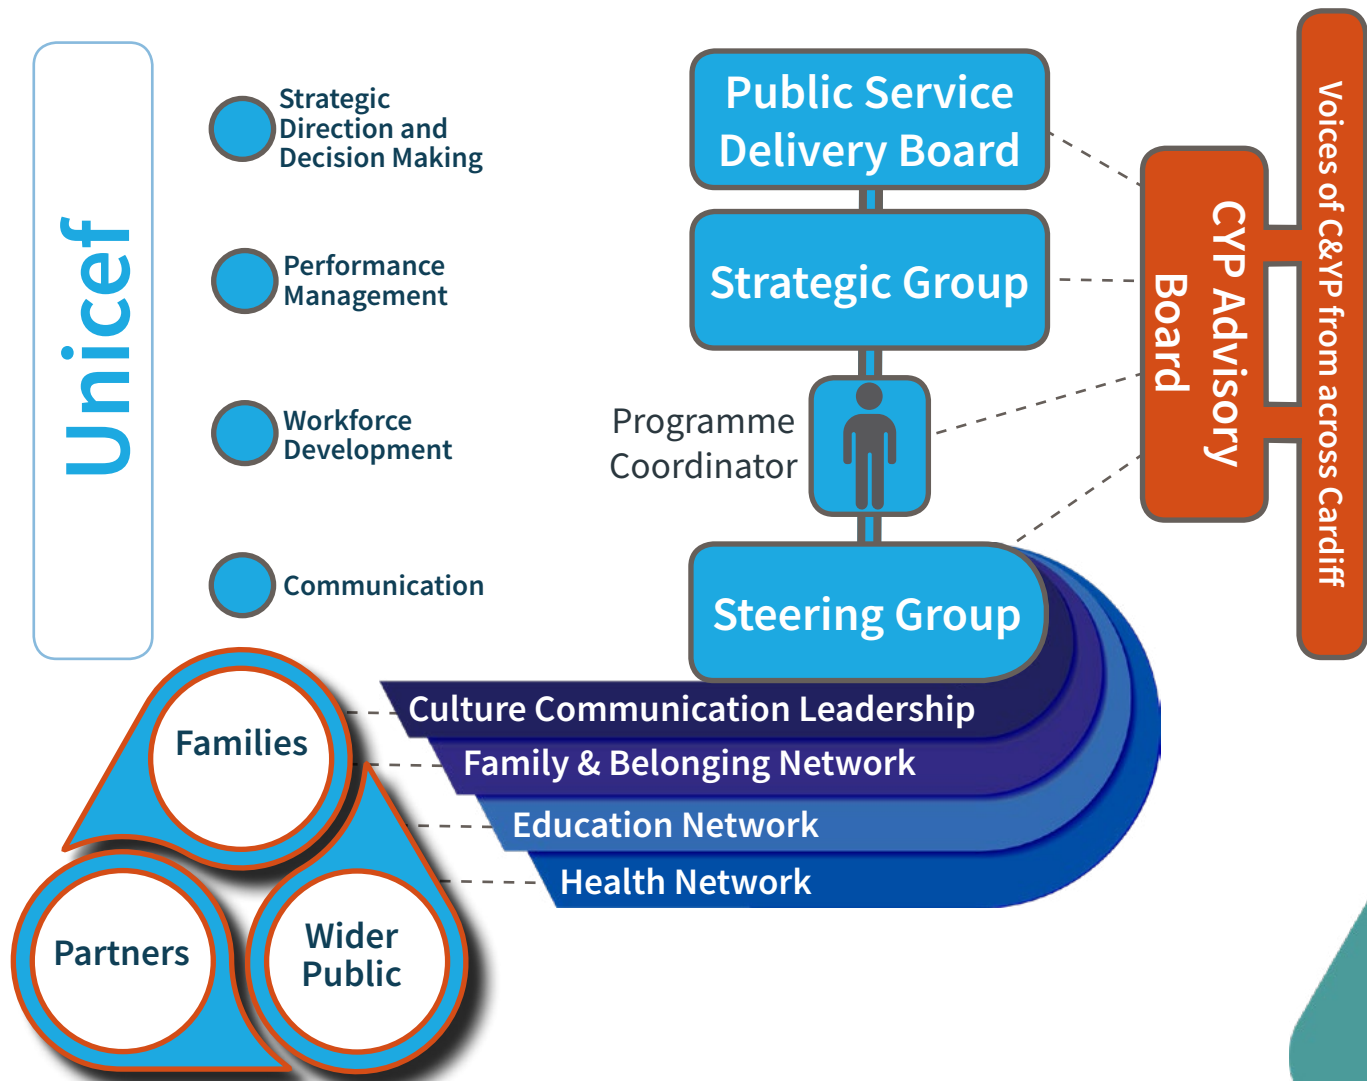 Unicef
Strategic
Direction and
Decision Making
Performance
Management
Workforce
Development
Communication
Public Service
Delivery Board
Strategic Group
Programme
Coordinator
Steering Group
CYP Advisory
Board
Voices of C&YP from across Cardiff
Culture Communication Leadership
Family & Belonging Network
Education Network
Health Network
Families
Partners
Wider
Public